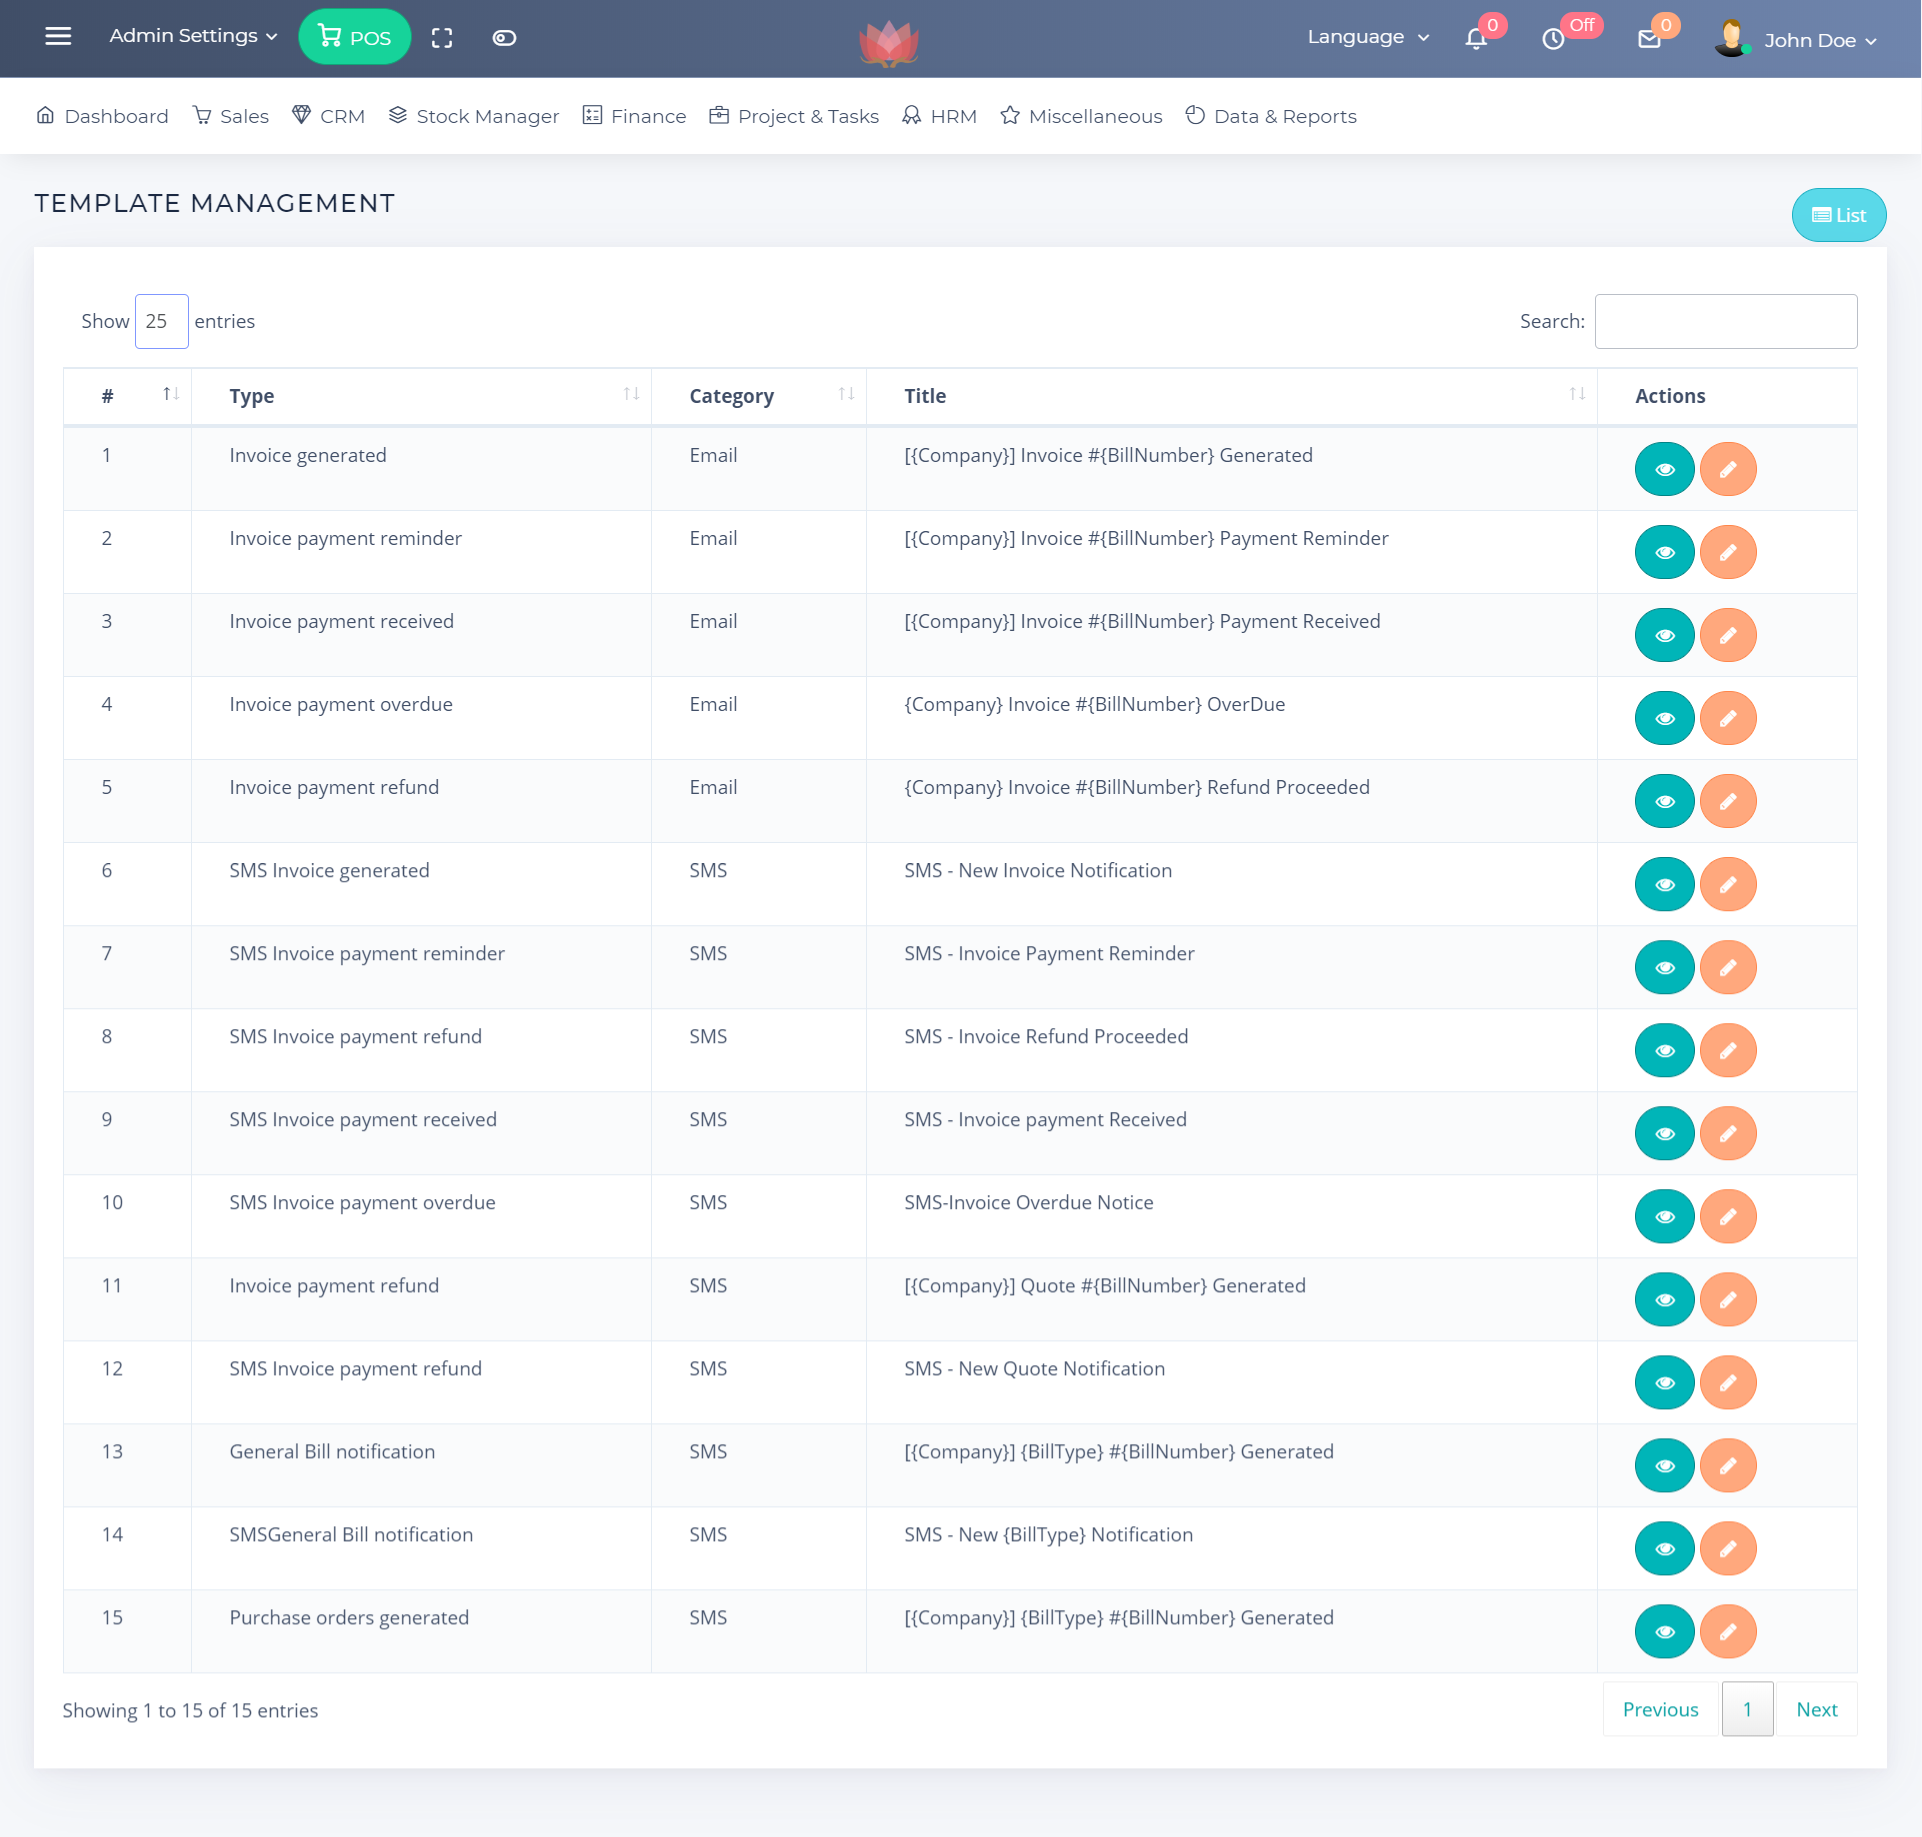 Admin Settings POS Language 0 Off 0 John Doe
Dashboard Sales CRM Stock Manager Finance Project & Tasks HRM Miscellaneous Data & Reports
TEMPLATE MANAGEMENT
List
Show 25 entries Search:
# Type Category Title Actions
1 Invoice generated Email [{Company}] Invoice #{BillNumber} Generated
2 Invoice payment reminder Email [{Company}] Invoice #{BillNumber} Payment Reminder
3 Invoice payment received Email [{Company}] Invoice #{BillNumber} Payment Received
4 Invoice payment overdue Email {Company} Invoice #{BillNumber} OverDue
5 Invoice payment refund Email {Company} Invoice #{BillNumber} Refund Proceeded
6 SMS Invoice generated SMS SMS - New Invoice Notification
7 SMS Invoice payment reminder SMS SMS - Invoice Payment Reminder
8 SMS Invoice payment refund SMS SMS - Invoice Refund Proceeded
9 SMS Invoice payment received SMS SMS - Invoice payment Received
10 SMS Invoice payment overdue SMS SMS-Invoice Overdue Notice
11 Invoice payment refund SMS [{Company}] Quote #{BillNumber} Generated
12 SMS Invoice payment refund SMS SMS - New Quote Notification
13 General Bill notification SMS [{Company}] {BillType} #{BillNumber} Generated
14 SMSGeneral Bill notification SMS SMS - New {BillType} Notification
15 Purchase orders generated SMS [{Company}] {BillType} #{BillNumber} Generated
Showing 1 to 15 of 15 entries Previous 1 Next